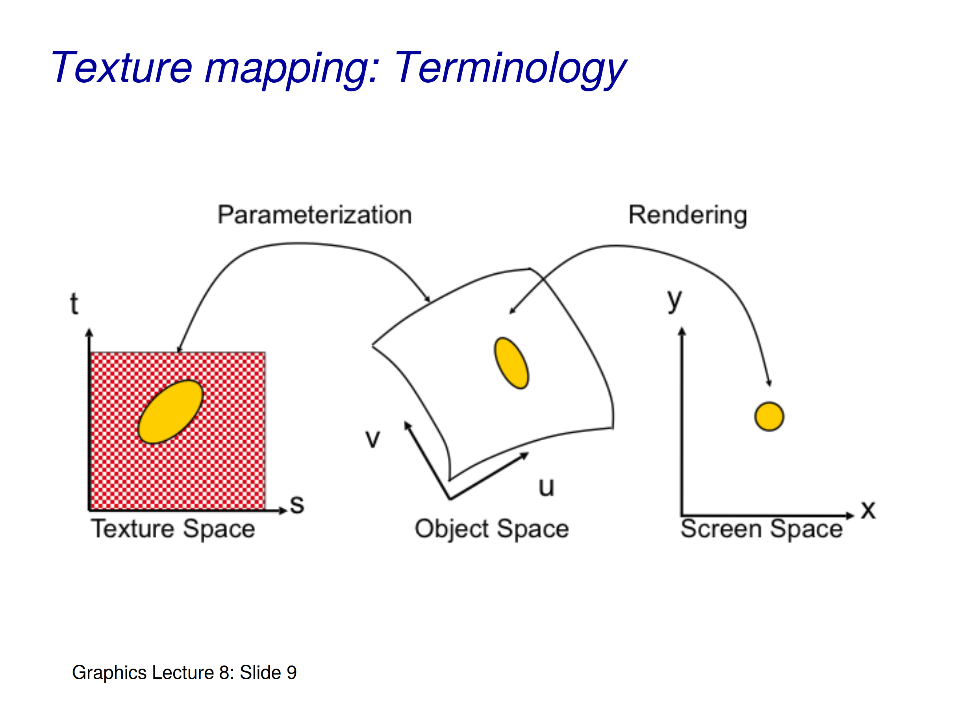 Texture mapping: Terminology
Parameterization
Rendering
t
y
v
u
s
x
Texture Space
Object Space
Screen Space
Graphics Lecture 8: Slide 9